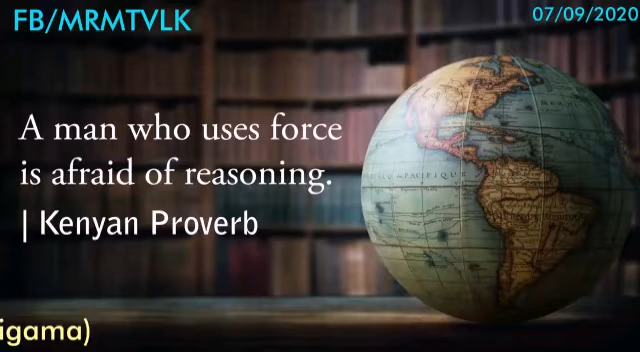 FB/MRMTVLK
07/09/2020
A man who uses force
is afraid of reasoning.
| Kenyan Proverb
igama)